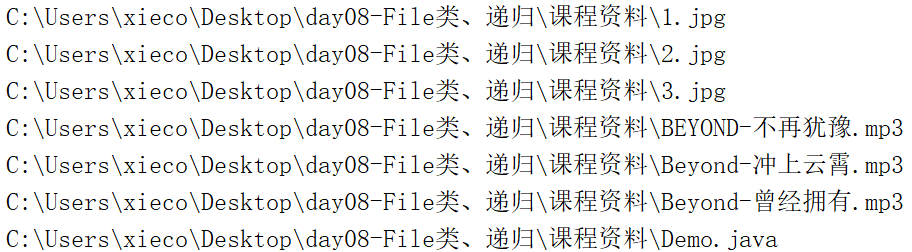 C:\Users\xieco\Desktop\day08-File类、递归\课程资料\1.jpg
C:\Users\xieco\Desktop\day08-File类、递归\课程资料\2.jpg
C:\Users\xieco\Desktop\day08-File类、递归\课程资料\3.jpg
C:\Users\xieco\Desktop\day08-File类、递归\课程资料\BEYOND-不再犹豫.mp3
C:\Users\xieco\Desktop\day08-File类、递归\课程资料\Beyond-冲上云霄.mp3
C:\Users\xieco\Desktop\day08-File类、递归\课程资料\Beyond-曾经拥有.mp3
C:\Users\xieco\Desktop\day08-File类、递归\课程资料\Demo.java